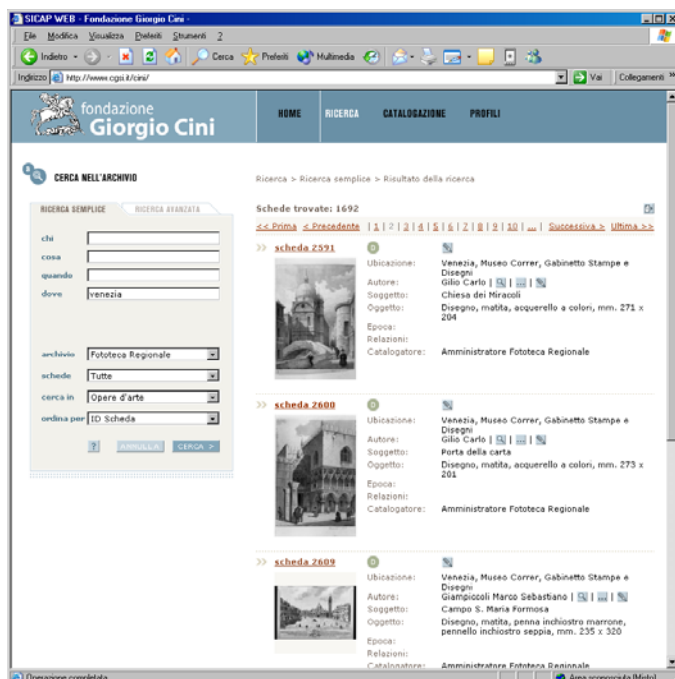 SICAP WEB - Fondazione Giorgio Cini -
File Modifica Visualizza Preferiti Strumenti ?
Indietro Cerca Preferiti Multimedia
Indirizzo http://www.cgsi.it/cini/ Vai Collegamenti »
fondazione
Giorgio Cini
HOME RICERCA CATALOGAZIONE PROFILI
CERCA NELL'ARCHIVIO
Ricerca > Ricerca semplice > Risultato della ricerca
RICERCA SEMPLICE RICERCA AVANZATA
Schede trovate: 1692
<< Prima < Precedente | 1 | 2 | 3 | 4 | 5 | 6 | 7 | 8 | 9 | 10 | ... | Successiva > Ultima >>
chi
cosa
quando
dove venezia
archivio Fototeca Regionale
schede Tutte
cerca in Opere d'arte
ordina per ID Scheda
? ANNULLA CERCA >
>> scheda 2591 D
Ubicazione: Venezia, Museo Correr, Gabinetto Stampe e
Disegni
Autore: Gilio Carlo | | ... |
Soggetto: Chiesa dei Miracoli
Oggetto: Disegno, matita, acquerello a colori, mm. 271 x
204
Epoca:
Relazioni:
Catalogatore: Amministratore Fototeca Regionale
>> scheda 2600 D
Ubicazione: Venezia, Museo Correr, Gabinetto Stampe e
Disegni
Autore: Gilio Carlo | | ... |
Soggetto: Porta della carta
Oggetto: Disegno, matita, acquerello a colori, mm. 273 x
201
Epoca:
Relazioni:
Catalogatore: Amministratore Fototeca Regionale
>> scheda 2609 D
Ubicazione: Venezia, Museo Correr, Gabinetto Stampe e
Disegni
Autore: Giampiccoli Marco Sebastiano | | ... |
Soggetto: Campo S. Maria Formosa
Oggetto: Disegno, matita, penna inchiostro marrone,
pennello inchiostro seppia, mm. 235 x 320
Epoca:
Relazioni:
Catalogatore: Amministratore Fototeca Regionale
Operazione completata Area sconosciuta (Misto)